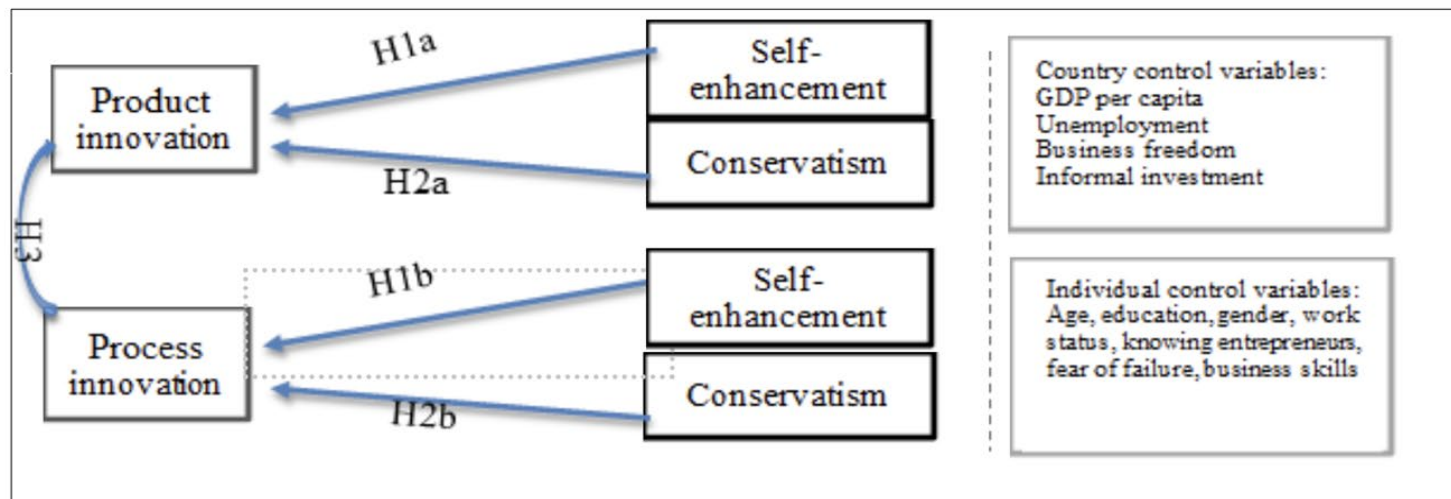 H1a
Self-
enhancement
Product
innovation
Conservatism
H2a
H3
H1b
Self-
enhancement
Process
innovation
Conservatism
H2b
Country control variables:
GDP per capita
Unemployment
Business freedom
Informal investment
Individual control variables:
Age, education, gender, work
status, knowing entrepreneurs,
fear of failure, business skills